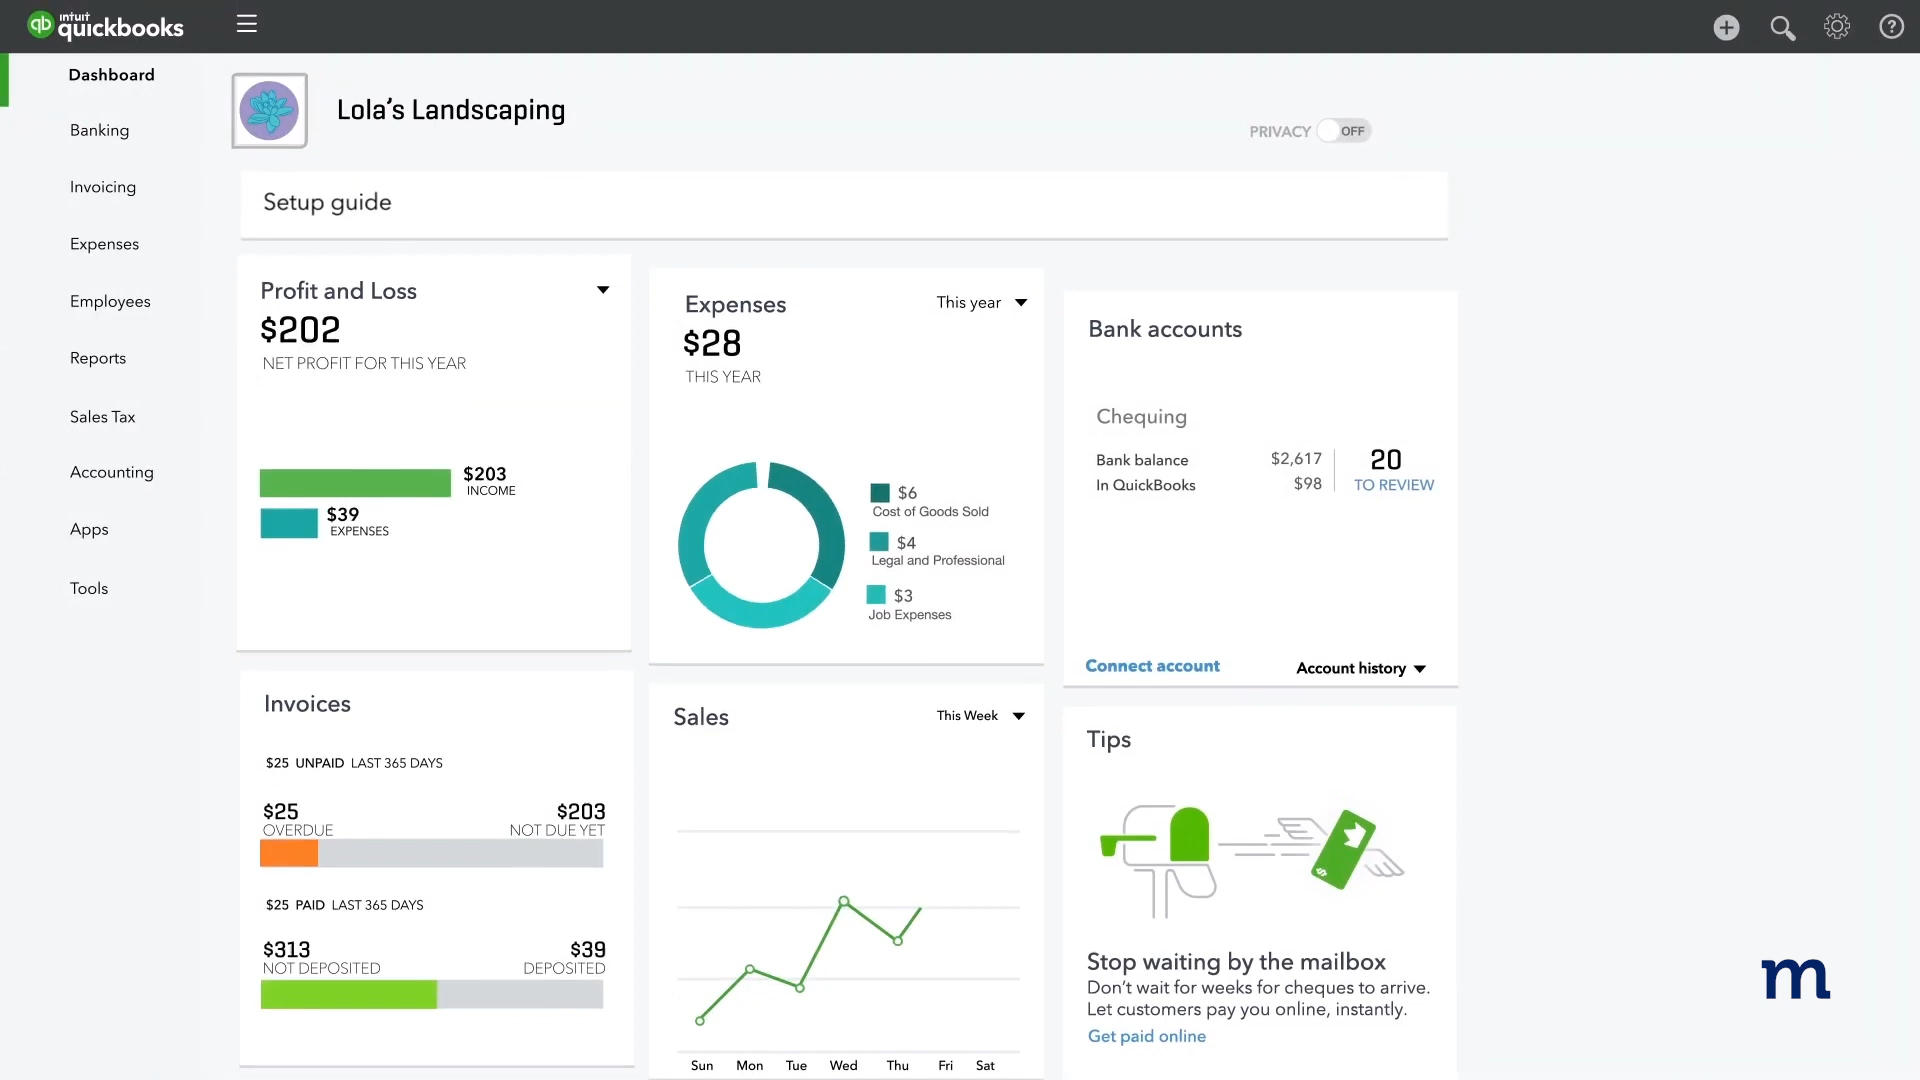 intuit
quickbooks
qb
Dashboard
Banking
Invoicing
Expenses
Employees
Reports
Sales Tax
Accounting
Apps
Tools
Lola’s Landscaping
PRIVACY OFF
Setup guide
Profit and Loss
$202
NET PROFIT FOR THIS YEAR
$203
INCOME
$39
EXPENSES
Expenses
This year
$28
THIS YEAR
$6
Cost of Goods Sold
$4
Legal and Professional
$3
Job Expenses
Bank accounts
Chequing
Bank balance $2,617
In QuickBooks $98
20
TO REVIEW
Connect account
Account history
Invoices
$25 UNPAID LAST 365 DAYS
$25 $203
OVERDUE NOT DUE YET
$25 PAID LAST 365 DAYS
$313 $39
NOT DEPOSITED DEPOSITED
Sales
This Week
Sun Mon Tue Wed Thu Fri Sat
Tips
$
Stop waiting by the mailbox
Don’t wait for weeks for cheques to arrive.
Let customers pay you online, instantly.
Get paid online
m